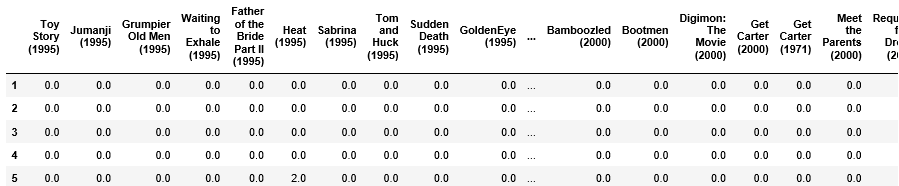 Toy
Story
(1995)
Jumanji
(1995)
Grumpier
Old Men
(1995)
Waiting
to
Exhale
(1995)
Father
of the
Bride
Part II
(1995)
Heat
(1995)
Sabrina
(1995)
Tom
and
Huck
(1995)
Sudden
Death
(1995)
GoldenEye
(1995)
...
Bamboozled
(2000)
Bootmen
(2000)
Digimon:
The
Movie
(2000)
Get
Carter
(2000)
Get
Carter
(1971)
Meet
the
Parents
(2000)
1 0.0 0.0 0.0 0.0 0.0 0.0 0.0 0.0 0.0 0.0 ... 0.0 0.0 0.0 0.0 0.0 0.0
2 0.0 0.0 0.0 0.0 0.0 0.0 0.0 0.0 0.0 0.0 ... 0.0 0.0 0.0 0.0 0.0 0.0
3 0.0 0.0 0.0 0.0 0.0 0.0 0.0 0.0 0.0 0.0 ... 0.0 0.0 0.0 0.0 0.0 0.0
4 0.0 0.0 0.0 0.0 0.0 0.0 0.0 0.0 0.0 0.0 ... 0.0 0.0 0.0 0.0 0.0 0.0
5 0.0 0.0 0.0 0.0 0.0 2.0 0.0 0.0 0.0 0.0 ... 0.0 0.0 0.0 0.0 0.0 0.0